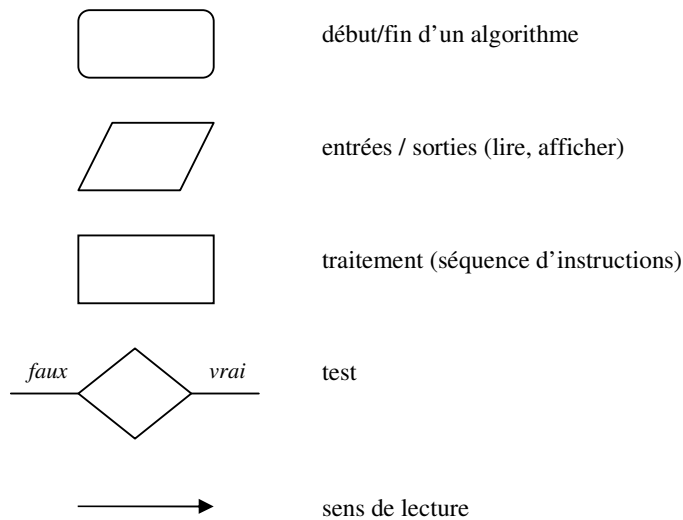 début/fin d’un algorithme
entrées / sorties (lire, afficher)
traitement (séquence d’instructions)
faux vrai test
sens de lecture